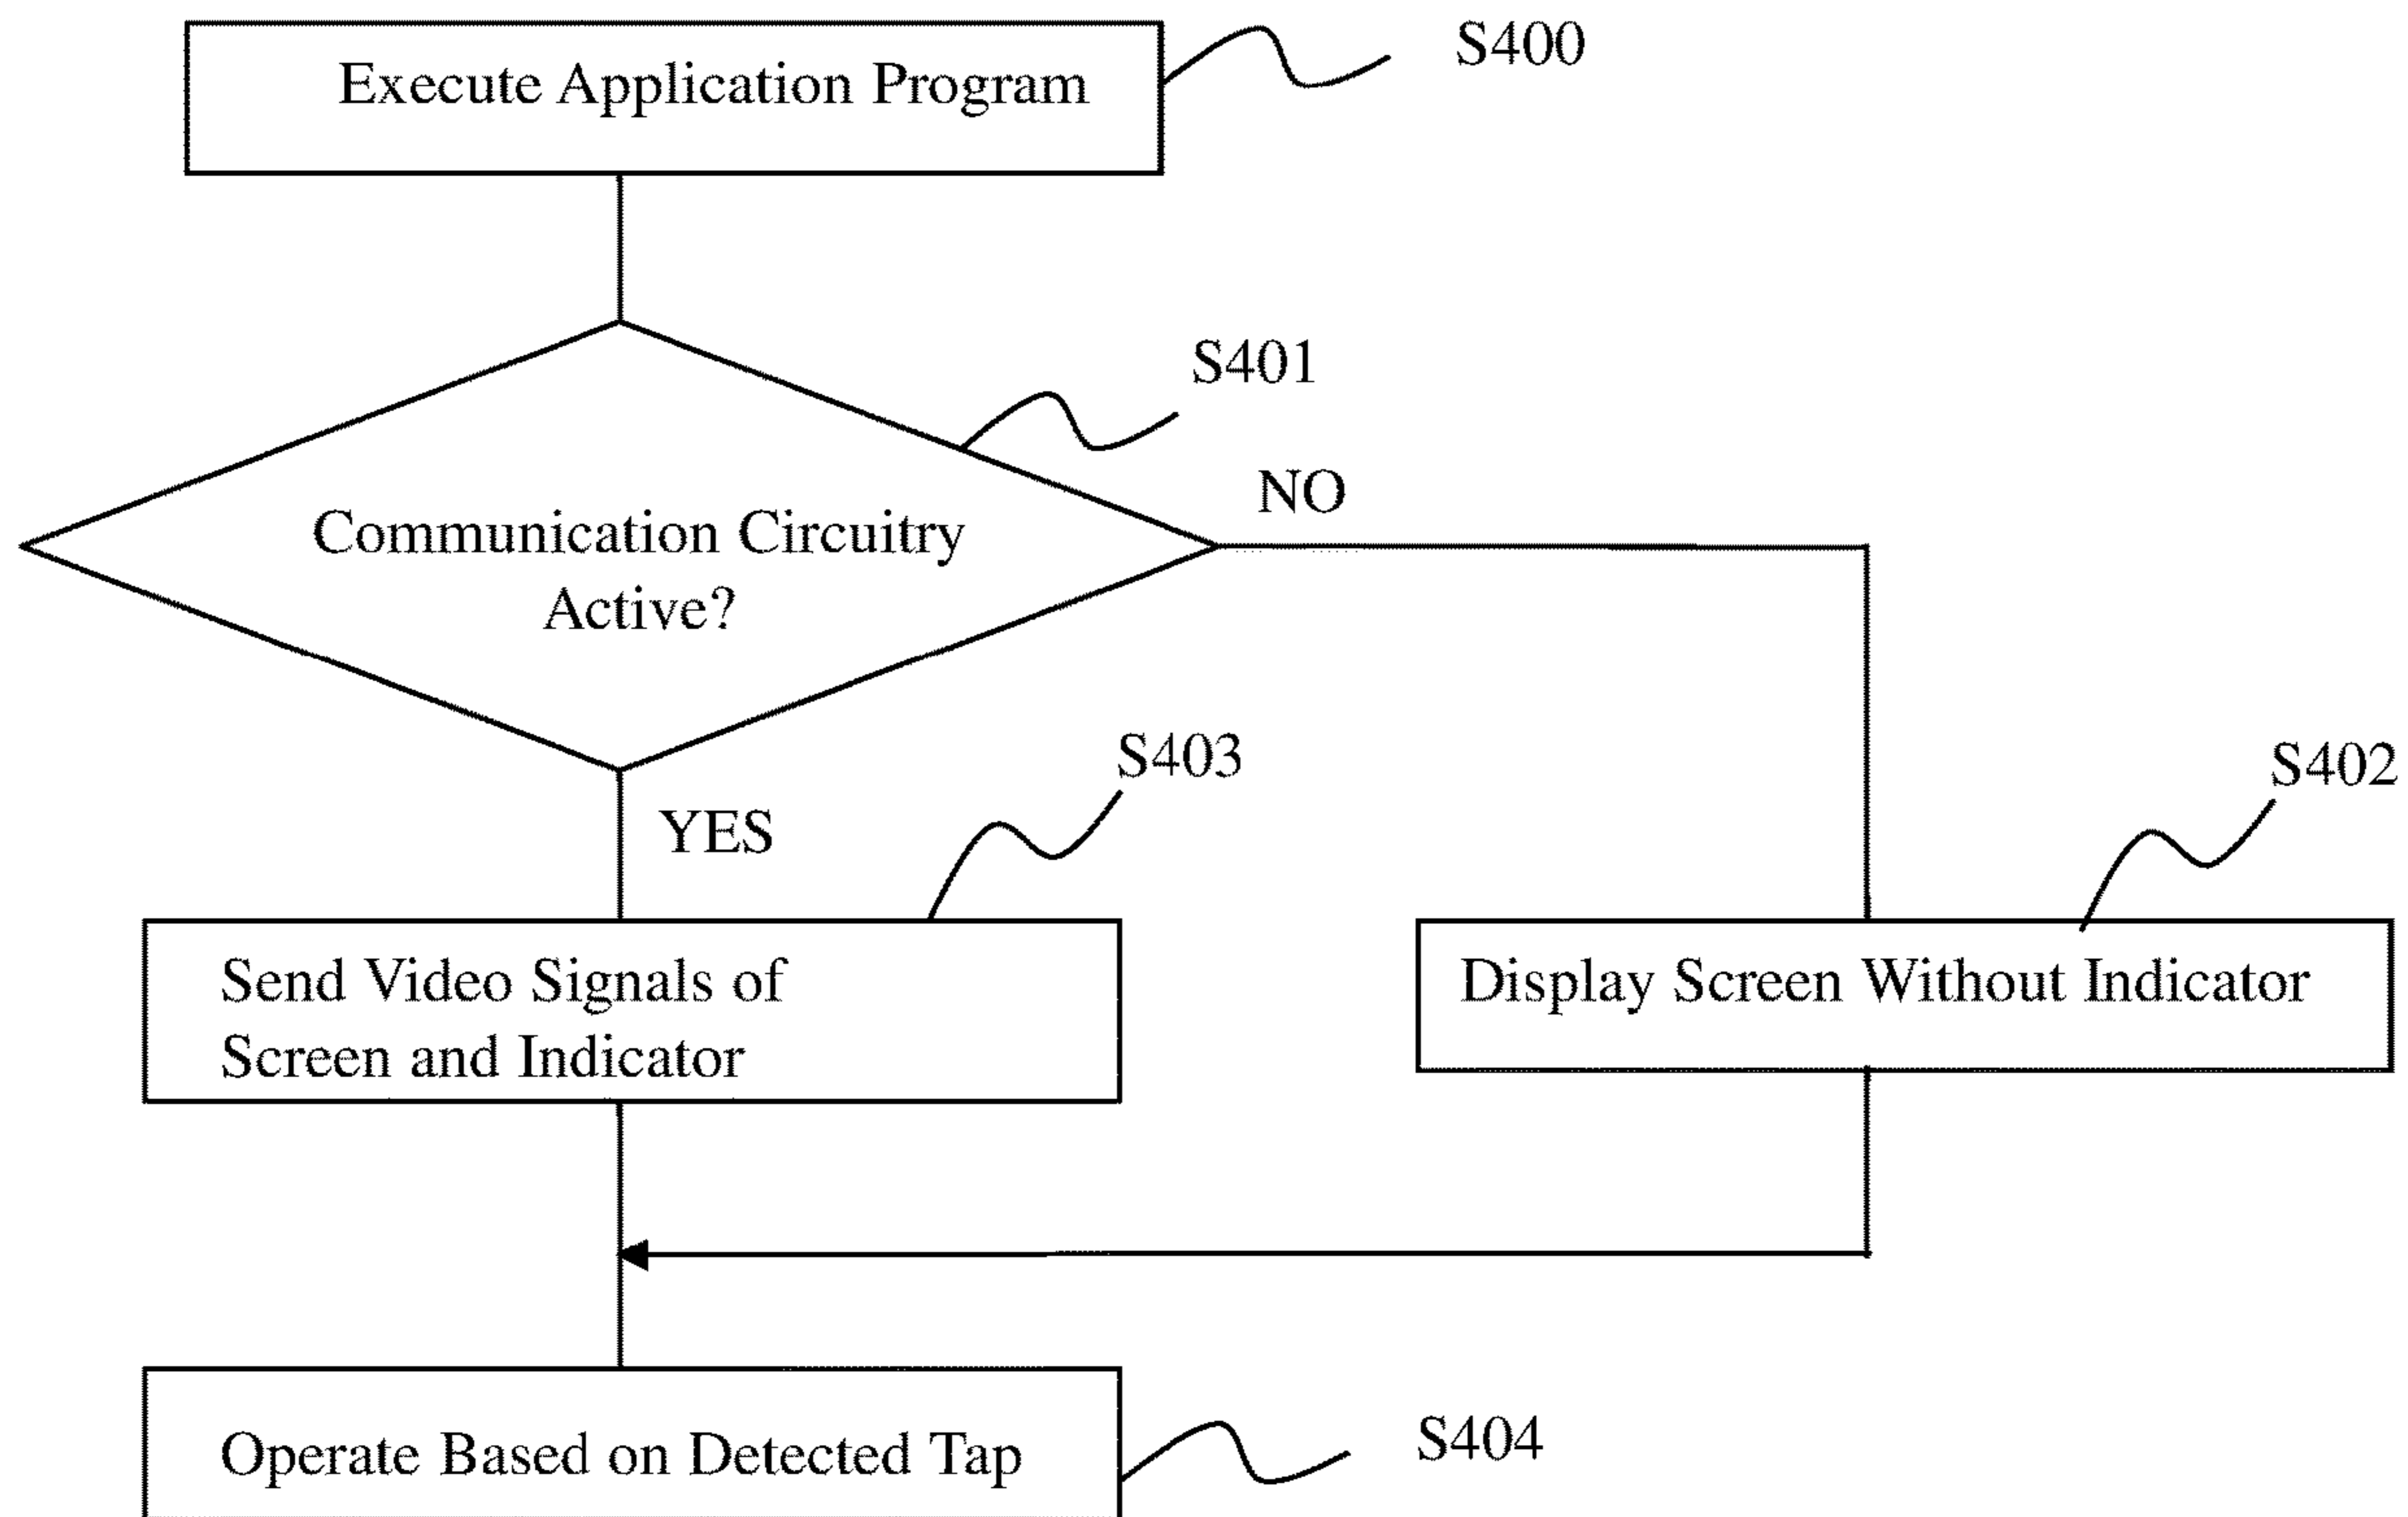 Execute Application Program
S400
S401
Communication Circuitry
Active?
NO
YES
S403
S402
Send Video Signals of
Screen and Indicator
Display Screen Without Indicator
Operate Based on Detected Tap
S404